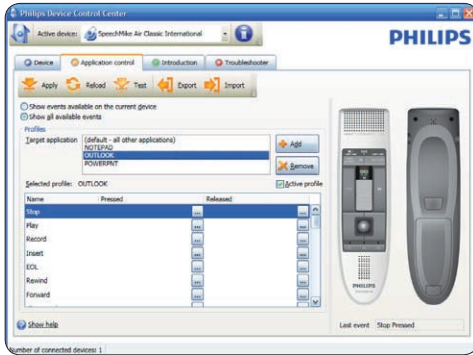 Philips Device Control Center
Active device: SpeechMike Air Classic International
PHILIPS
Device Application control Introduction Troubleshooter
Apply Reload Test Export Import
Show events available on the current device
Show all available events
Profiles
Target application (default - all other applications)
NOTEPAD
OUTLOOK
POWERPNT
Add
Remove
Selected profile: OUTLOOK Active profile
Name Pressed Released
Stop
Play
Record
Insert
EOL
Rewind
Forward
PHILIPS
Show help
Last event Stop Pressed
Number of connected devices: 1